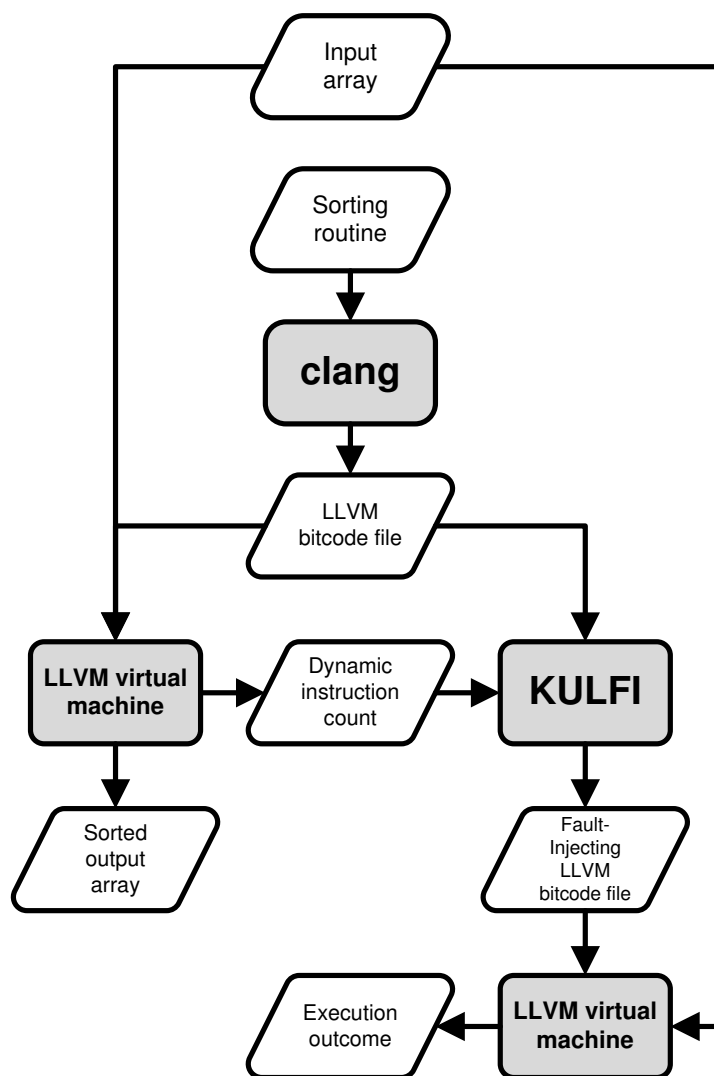 Input
array
Sorting
routine
clang
LLVM
bitcode file
LLVM virtual
machine
Dynamic
instruction
count
KULFI
Sorted
output
array
Fault-
Injecting
LLVM
bitcode file
Execution
outcome
LLVM virtual
machine